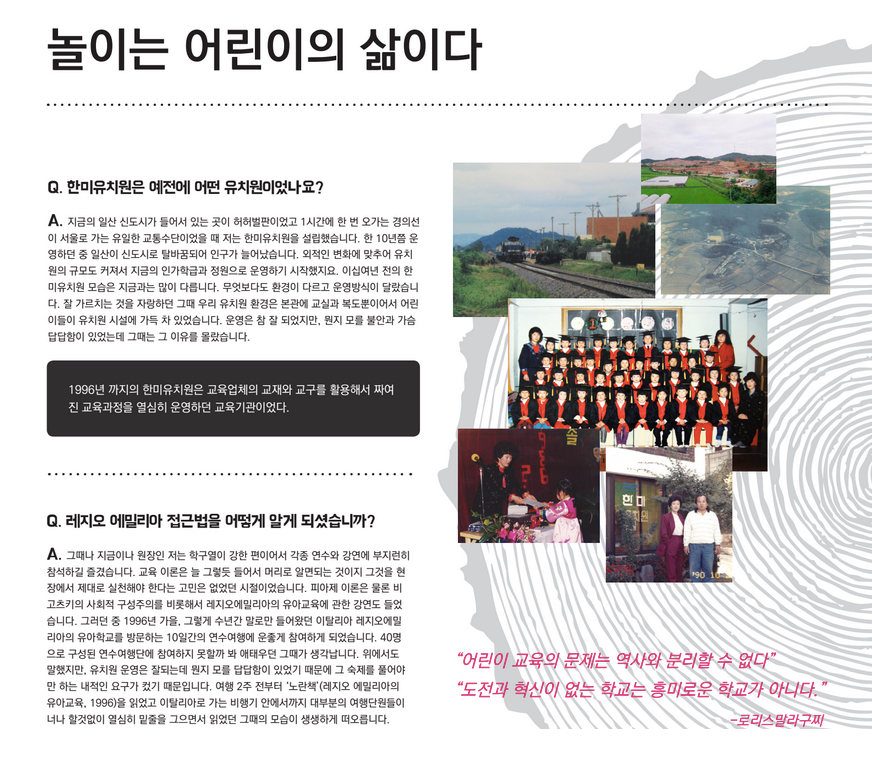 놀이는 어린이의 삶이다
Q. 한미유치원은 예전에 어떤 유치원이었나요?
A. 지금의 일산 신도시가 들어서 있는 곳이 허허벌판이었고 1시간에 한 번 오가는 경의선
이 서울로 가는 유일한 교통수단이었을 때 저는 한미유치원을 설립했습니다. 한 10년쯤 운
영하던 중 일산이 신도시로 탈바꿈되어 인구가 늘어났습니다. 외적인 변화에 맞추어 유치
원의 규모도 커져서 지금의 인가학급과 정원으로 운영하기 시작했지요. 이십여년 전의 한
미유치원 모습은 지금과는 많이 다릅니다. 무엇보다도 환경이 다르고 운영방식이 달랐습니
다. 잘 가르치는 것을 자랑하던 그때 우리 유치원 환경은 본관에 교실과 복도뿐이어서 어린
이들이 유치원 시설에 가득 차 있었습니다. 운영은 참 잘 되었지만, 뭔지 모를 불안과 가슴
답답함이 있었는데 그때는 그 이유를 몰랐습니다.
1996년 까지의 한미유치원은 교육업체의 교재와 교구를 활용해서 짜여
진 교육과정을 열심히 운영하던 교육기관이었다.
Q. 레지오 에밀리아 접근법을 어떻게 알게 되셨습니까?
A. 그때나 지금이나 원장인 저는 학구열이 강한 편이어서 각종 연수와 강연에 부지런히
참석하길 즐겼습니다. 교육 이론은 늘 그렇듯 들어서 머리로 알면되는 것이지 그것을 현
장에서 제대로 실천해야 한다는 고민은 없었던 시절이었습니다. 피아제 이론은 물론 비
고츠키의 사회적 구성주의를 비롯해서 레지오에밀리아의 유아교육에 관한 강연도 들었
습니다. 그러던 중 1996년 가을, 그렇게 수년간 말로만 들어왔던 이탈리아 레지오에밀
리아의 유아학교를 방문하는 10일간의 연수여행에 운좋게 참여하게 되었습니다. 40명
으로 구성된 연수여행단에 참여하지 못할까 봐 애태우던 그때가 생각납니다. 위에서도
말했지만, 유치원 운영은 잘되는데 뭔지 모를 답답함이 있었기 때문에 그 숙제를 풀어야
만 하는 내적인 요구가 컸기 때문입니다. 여행 2주 전부터 '노란책'(레지오 에밀리아의
유아교육, 1996)을 읽었고 이탈리아로 가는 비행기 안에서까지 대부분의 여행단원들이
너나 할것없이 열심히 밑줄을 그으면서 읽었던 그때의 모습이 생생하게 떠오릅니다.
한미
'90 10
“어린이 교육의 문제는 역사와 분리할 수 없다”
“도전과 혁신이 없는 학교는 흥미로운 학교가 아니다.”
-로리스말라구찌